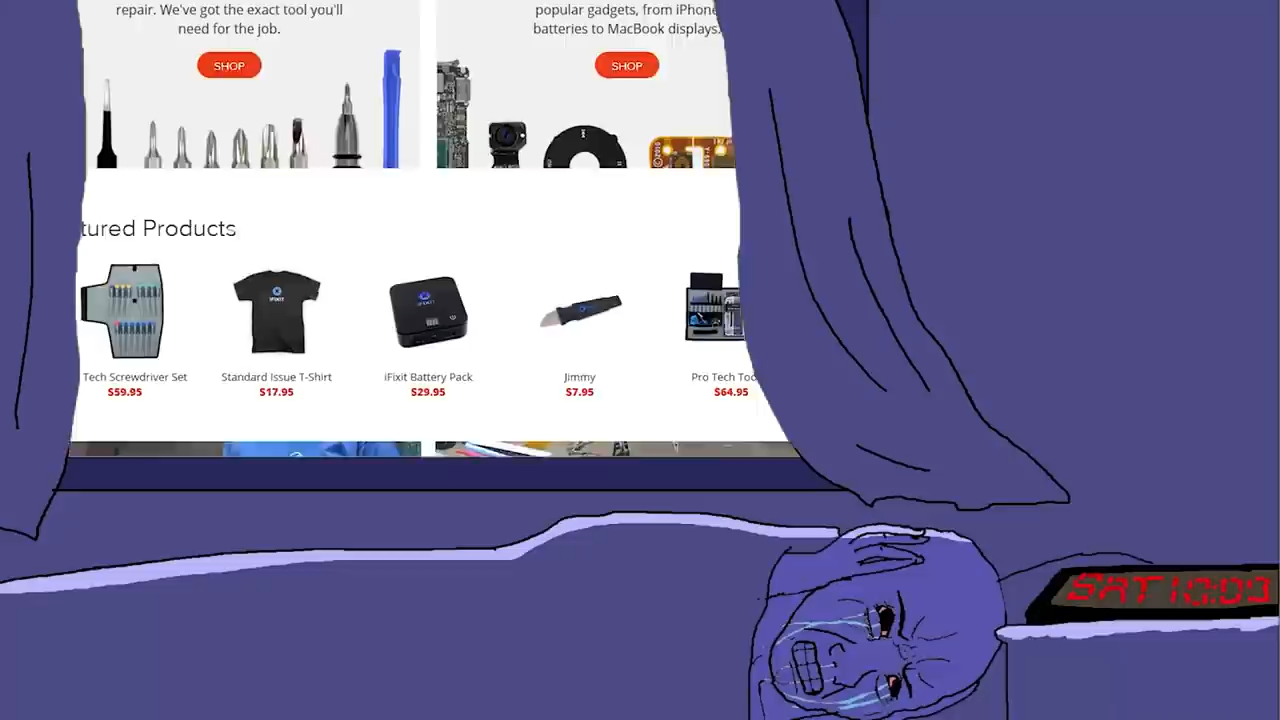 repair. We've got the exact tool you'll
need for the job.
SHOP
popular gadgets, from iPhone
batteries to MacBook displays.
SHOP
tured Products
iFIXIT
iFIXIT
Tech Screwdriver Set
$59.95
Standard Issue T-Shirt
$17.95
iFixit Battery Pack
$29.95
Jimmy
$7.95
Pro Tech Too
$64.95
SAT 10:00